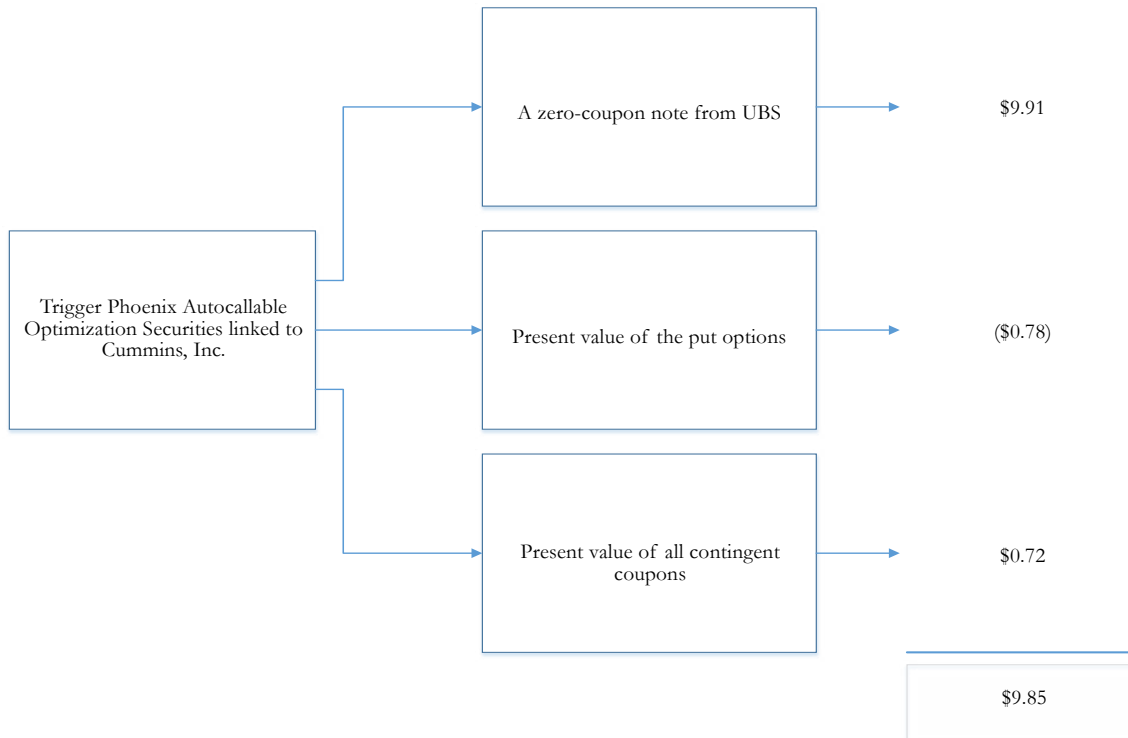 A zero-coupon note from UBS
$9.91
Trigger Phoenix Autocallable
Optimization Securities linked to
Cummins, Inc.
Present value of the put options
($0.78)
Present value of all contingent
coupons
$0.72
$9.85